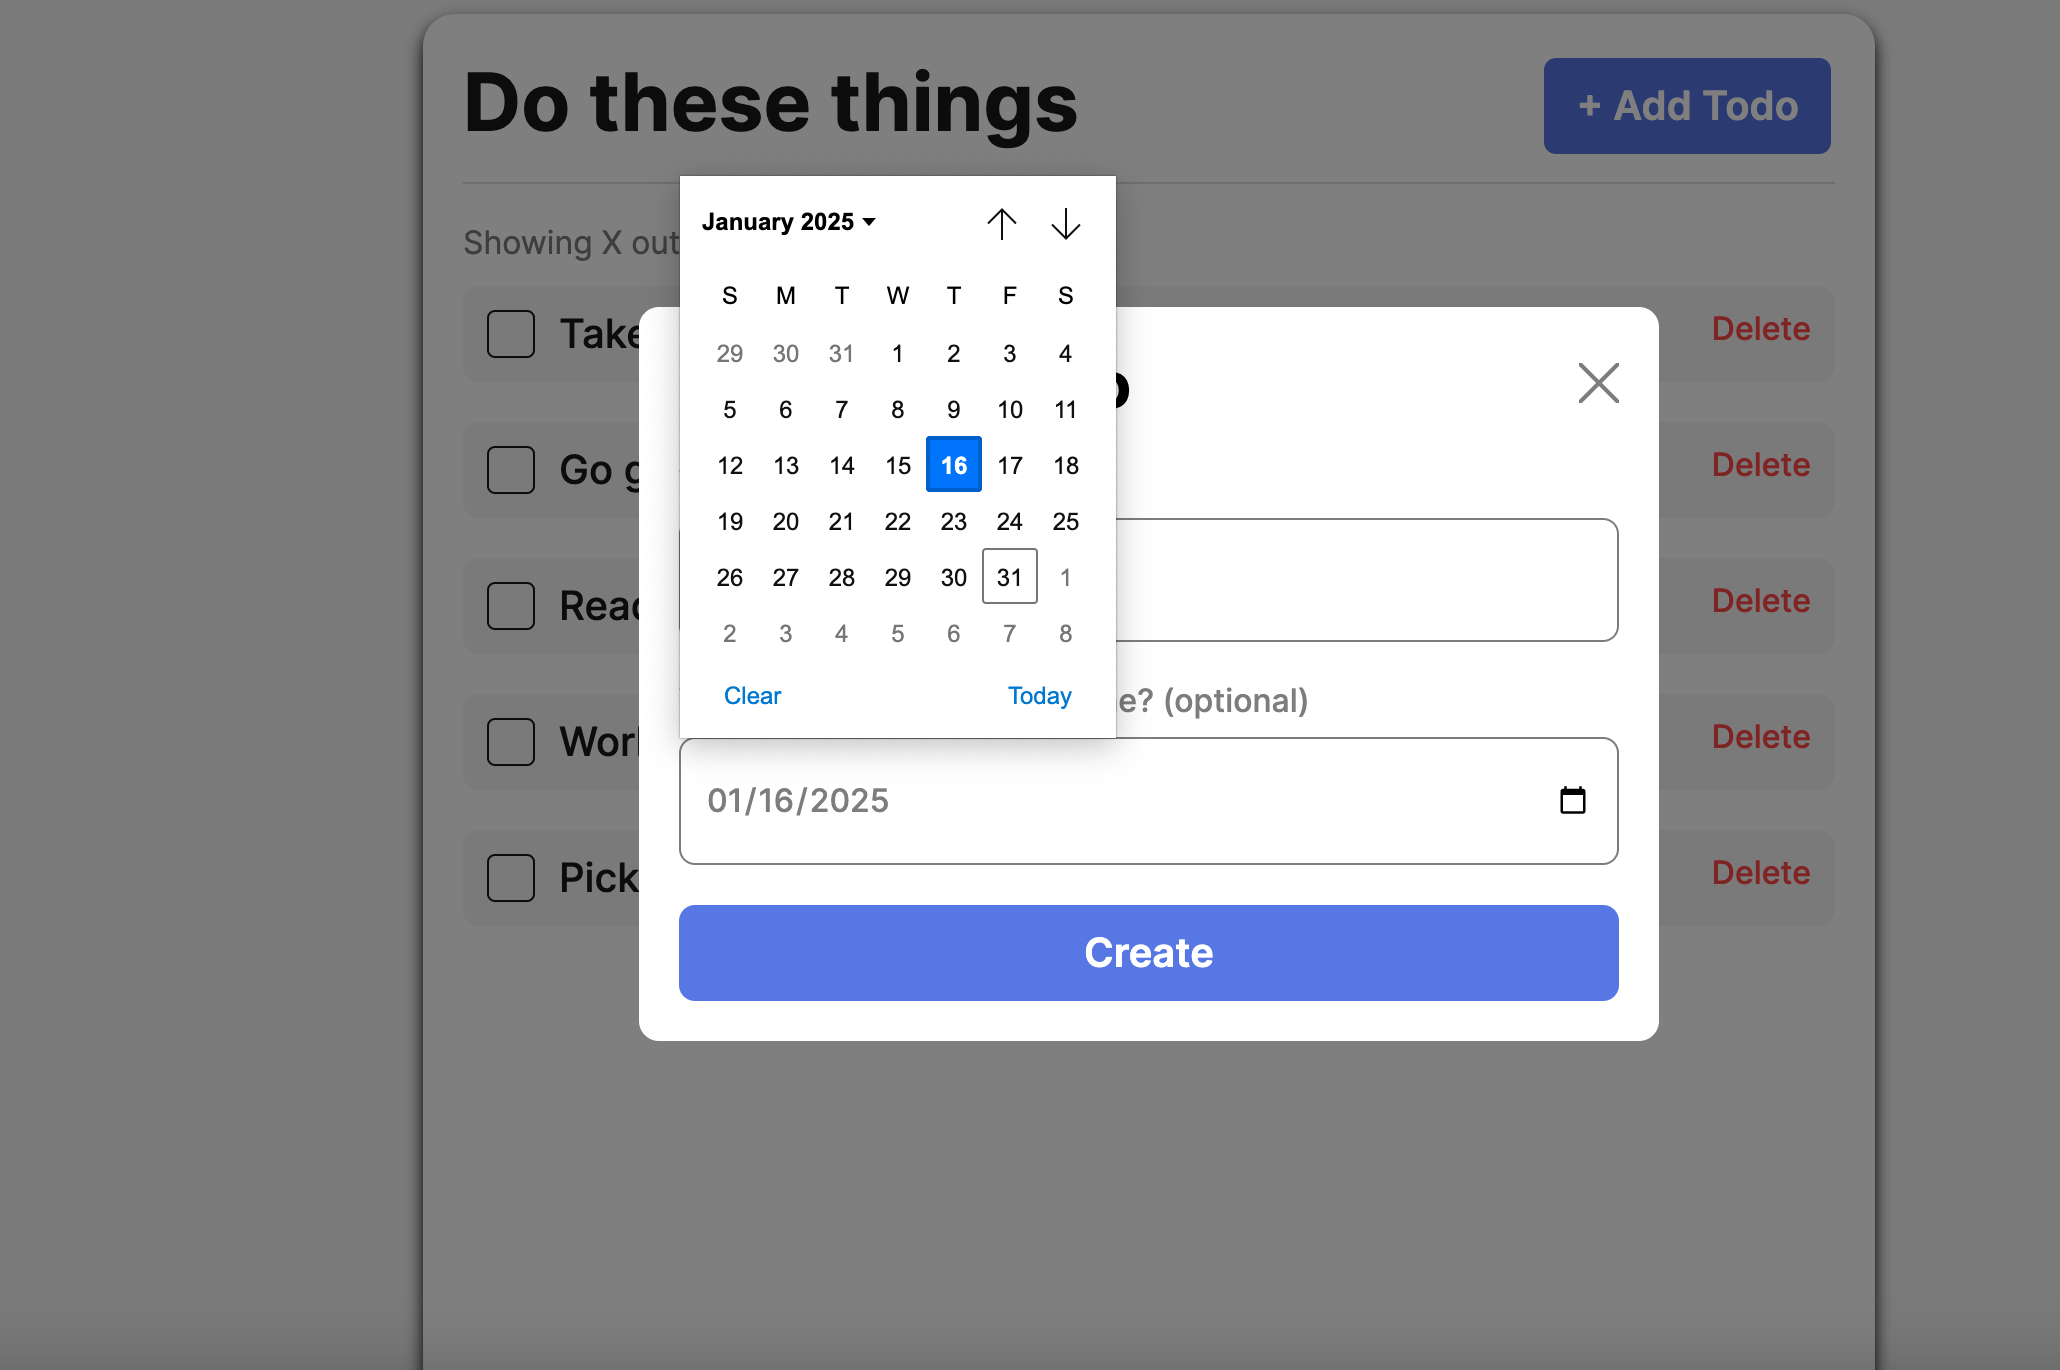 Do these things
+ Add Todo
Showing X out
January 2025
S M T W T F S
29 30 31 1 2 3 4
5 6 7 8 9 10 11
12 13 14 15 16 17 18
19 20 21 22 23 24 25
26 27 28 29 30 31 1
2 3 4 5 6 7 8
Clear Today
Take
Delete
Go
Delete
Delete
Delete
Pick
Delete
(optional)
01/16/2025
Create